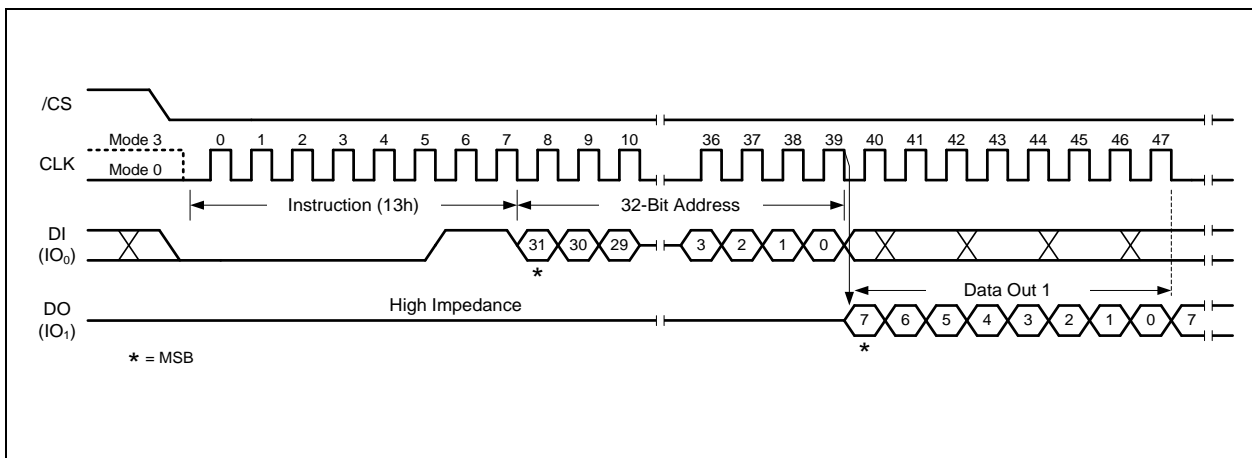 /CS
Mode 3
0 1 2 3 4 5 6 7 8 9 10 36 37 38 39 40 41 42 43 44 45 46 47
CLK
Mode 0
Instruction (13h) 32-Bit Address
DI
(IO0)
31 30 29 3 2 1 0
*
High Impedance Data Out 1
DO
(IO1)
7 6 5 4 3 2 1 0 7
*
* = MSB